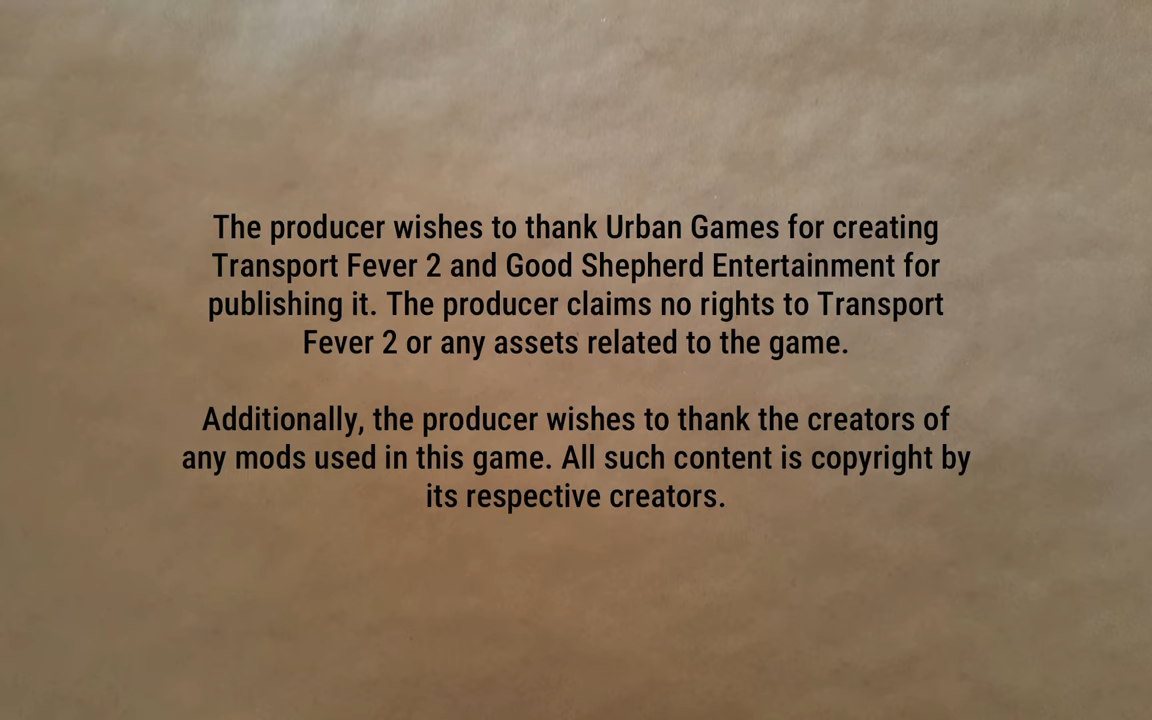 The producer wishes to thank Urban Games for creating
Transport Fever 2 and Good Shepherd Entertainment for
publishing it. The producer claims no rights to Transport
Fever 2 or any assets related to the game.
Additionally, the producer wishes to thank the creators of
any mods used in this game. All such content is copyright by
its respective creators.